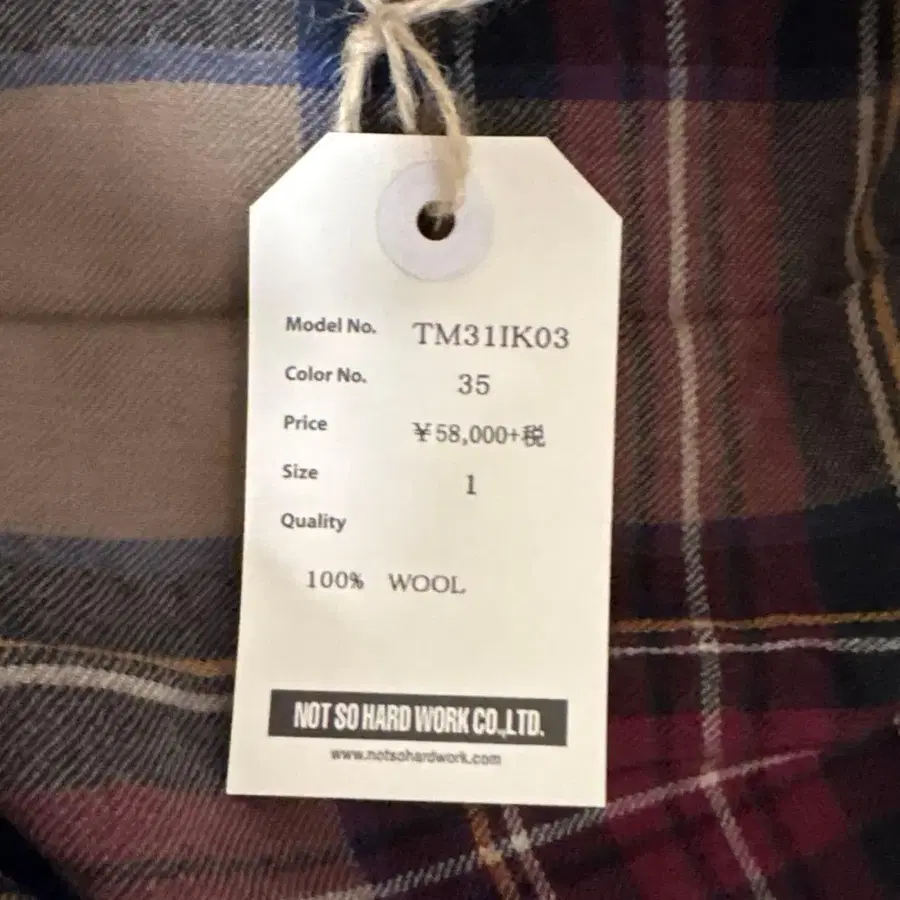 Model No. TM31IK03
Color No. 35
Price ¥58,000+税
Size 1
Quality
100% WOOL
NOT SO HARD WORK CO.,LTD.
www.notsohardwork.com